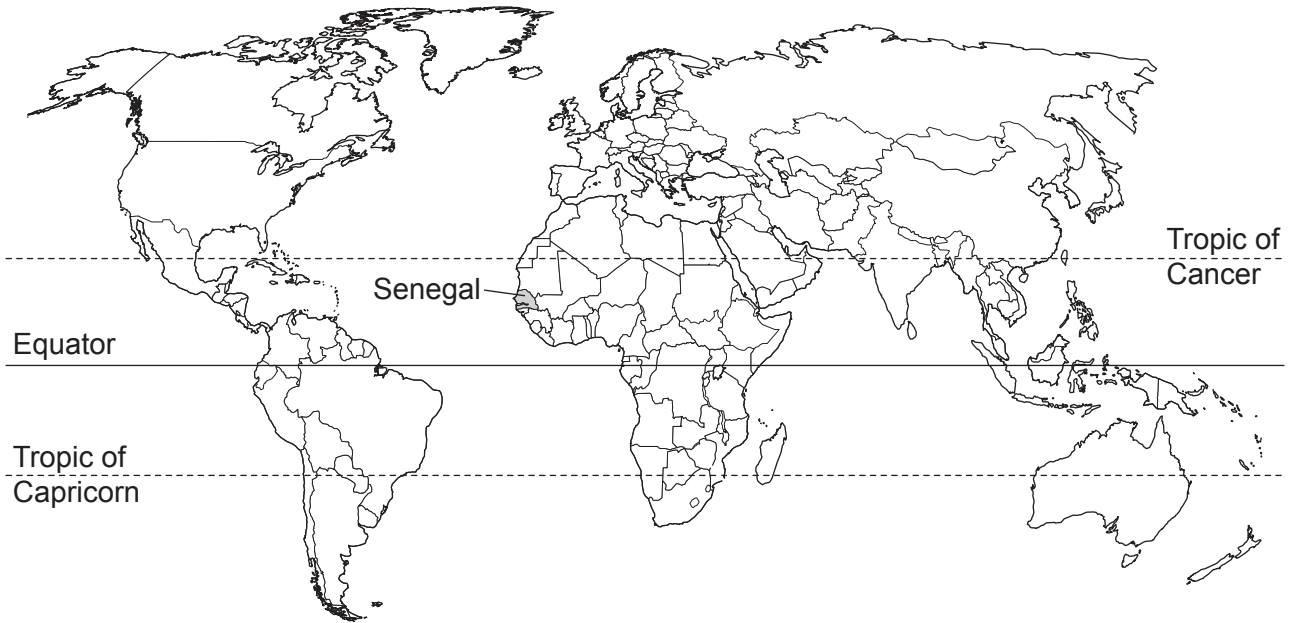 Tropic of
Cancer
Senegal
Equator
Tropic of
Capricorn